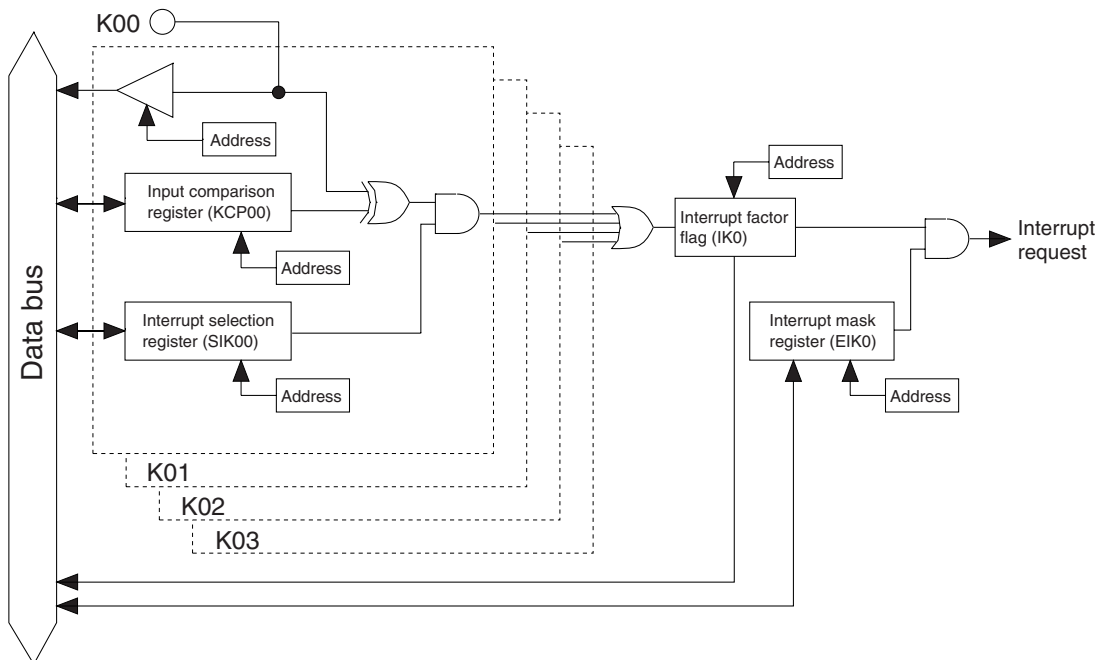 K00
Address
Input comparison
register (KCP00)
Address
Interrupt selection
register (SIK00)
Address
K01
K02
K03
Data bus
Address
Interrupt factor
flag (IK0)
Interrupt mask
register (EIK0)
Address
Interrupt
request